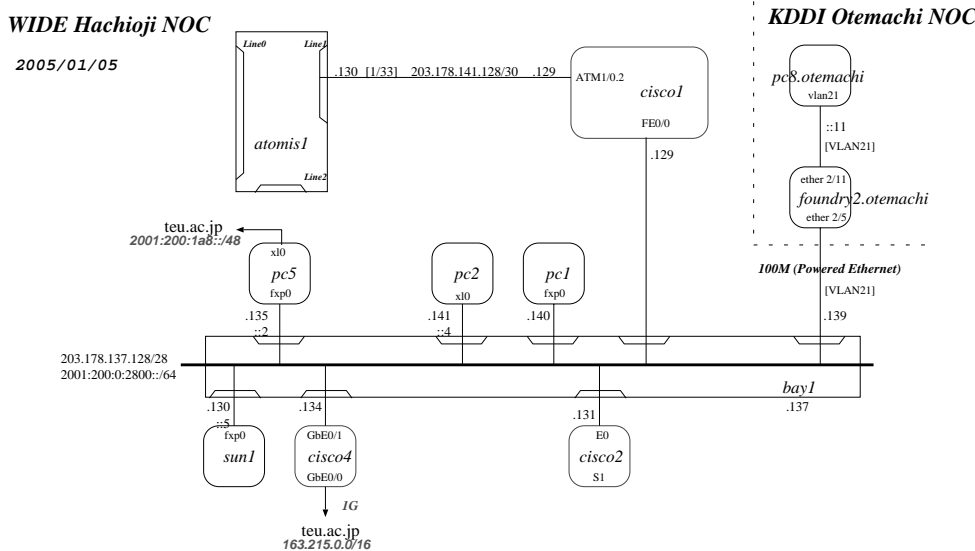 WIDE Hachioji NOC
2005/01/05
KDDI Otemachi NOC
Line0
Line1
atomis1
Line2
.130 [1/33] 203.178.141.128/30 .129
ATM1/0.2
cisco1
FE0/0
.129
pc8.otemachi
vlan21
::11
[VLAN21]
ether 2/11
foundry2.otemachi
ether 2/5
100M (Powered Ethernet)
[VLAN21]
.139
teu.ac.jp
2001:200:1a8::/48
xl0
pc5
fxp0
.135
::2
pc2
xl0
.141
::4
pc1
fxp0
.140
203.178.137.128/28
2001:200:0:2800::/64
bay1
.137
.130
::5
fxp0
sun1
.134
GbE0/1
cisco4
GbE0/0
1G
teu.ac.jp
163.215.0.0/16
.131
E0
cisco2
S1